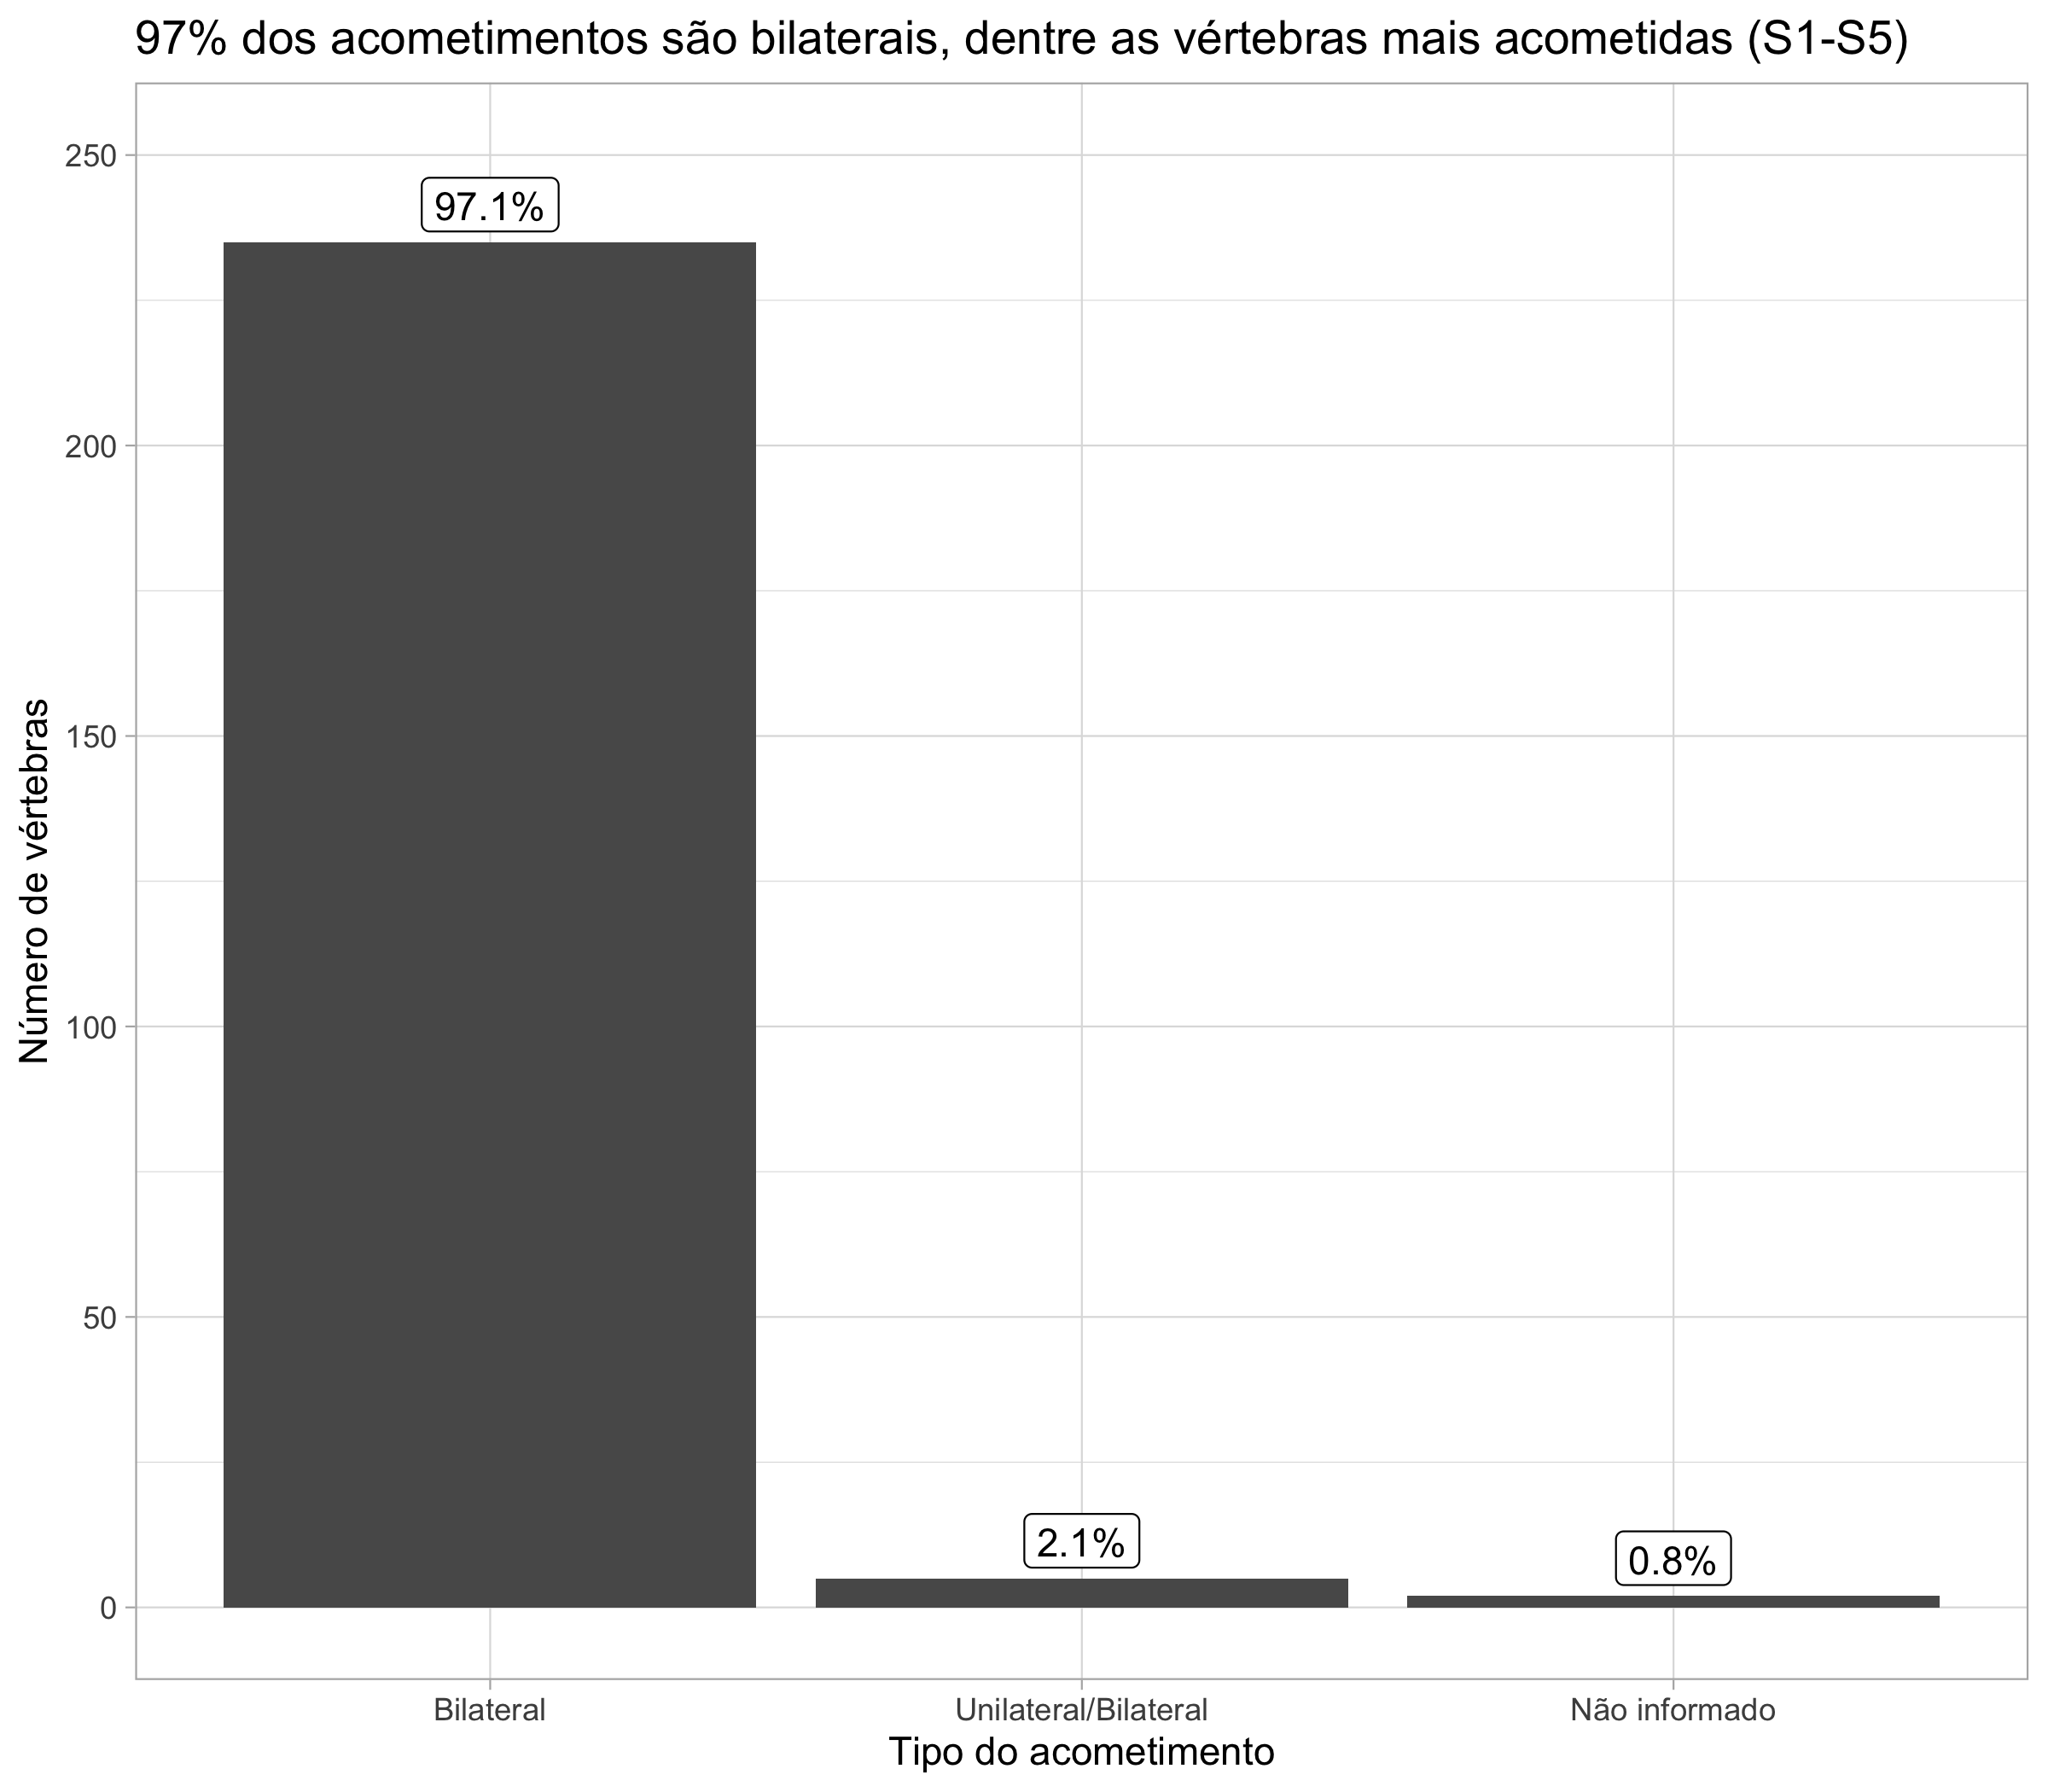 97% dos acometimentos são bilaterais, dentre as vértebras mais acometidas (S1-S5)
Número de vértebras
250
200
150
100
50
0
97.1%
2.1%
0.8%
Bilateral
Unilateral/Bilateral
Não informado
Tipo do acometimento